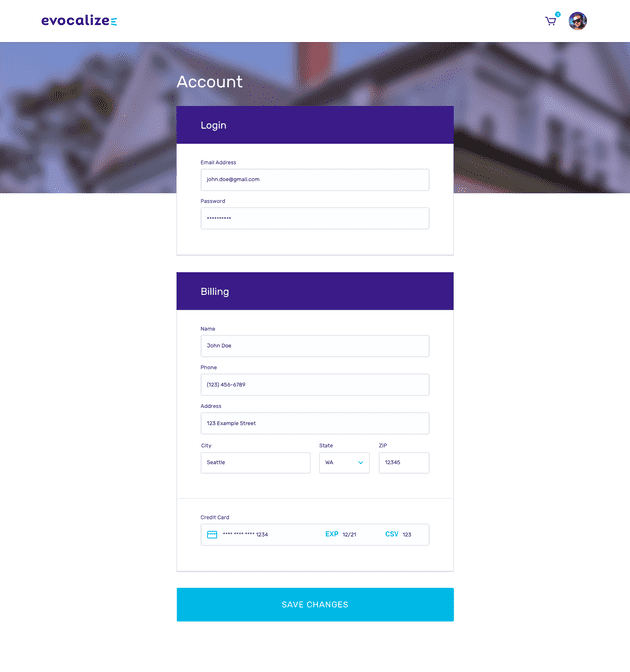 evocalize
Account
Login
Email Address
john.doe@gmail.com
Password
**********
Billing
Name
John Doe
Phone
(123) 456-6789
Address
123 Example Street
City State ZIP
Seattle WA 12345
Credit Card
**** **** **** 1234 EXP 12/21 CSV 123
SAVE CHANGES